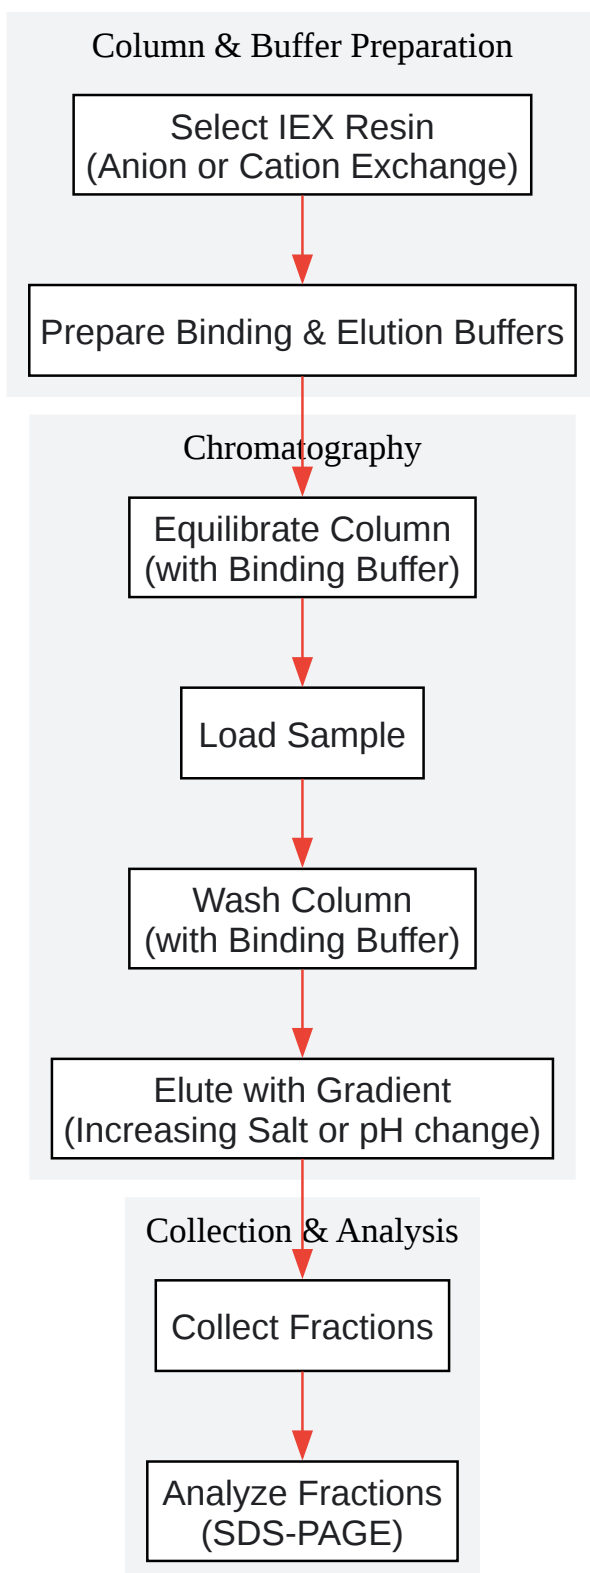 Column & Buffer Preparation
Select IEX Resin
(Anion or Cation Exchange)
Prepare Binding & Elution Buffers
Chromatography
Equilibrate Column
(with Binding Buffer)
Load Sample
Wash Column
(with Binding Buffer)
Elute with Gradient
(Increasing Salt or pH change)
Collection & Analysis
Collect Fractions
Analyze Fractions
(SDS-PAGE)